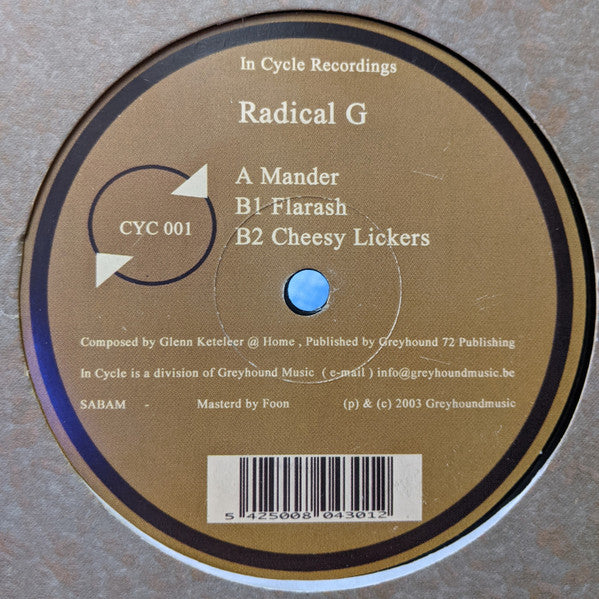 In Cycle Recordings
Radical G
A Mander
B1 Flarash
B2 Cheesy Lickers
CYC 001
Composed by Glenn Keteleer @ Home , Published by Greyhound 72 Publishing
In Cycle is a division of Greyhound Music ( e-mail ) info@greyhoundmusic.be
SABAM - Masterd by Foon (p) & (c) 2003 Greyhoundmusic
5 425008 043012